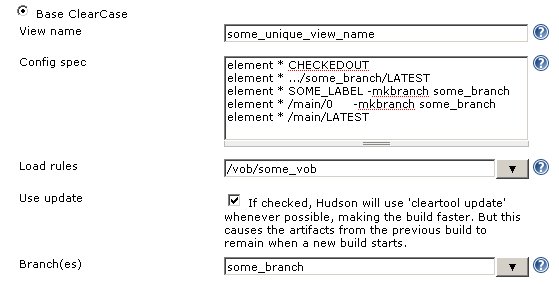 Base ClearCase
View name some_unique_view_name
Config spec element * CHECKEDOUT
element * .../some_branch/LATEST
element * SOME_LABEL -mkbranch some_branch
element * /main/0 -mkbranch some_branch
element * /main/LATEST
Load rules /vob/some_vob
Use update If checked, Hudson will use 'cleartool update'
whenever possible, making the build faster. But this
causes the artifacts from the previous build to
remain when a new build starts.
Branch(es) some_branch